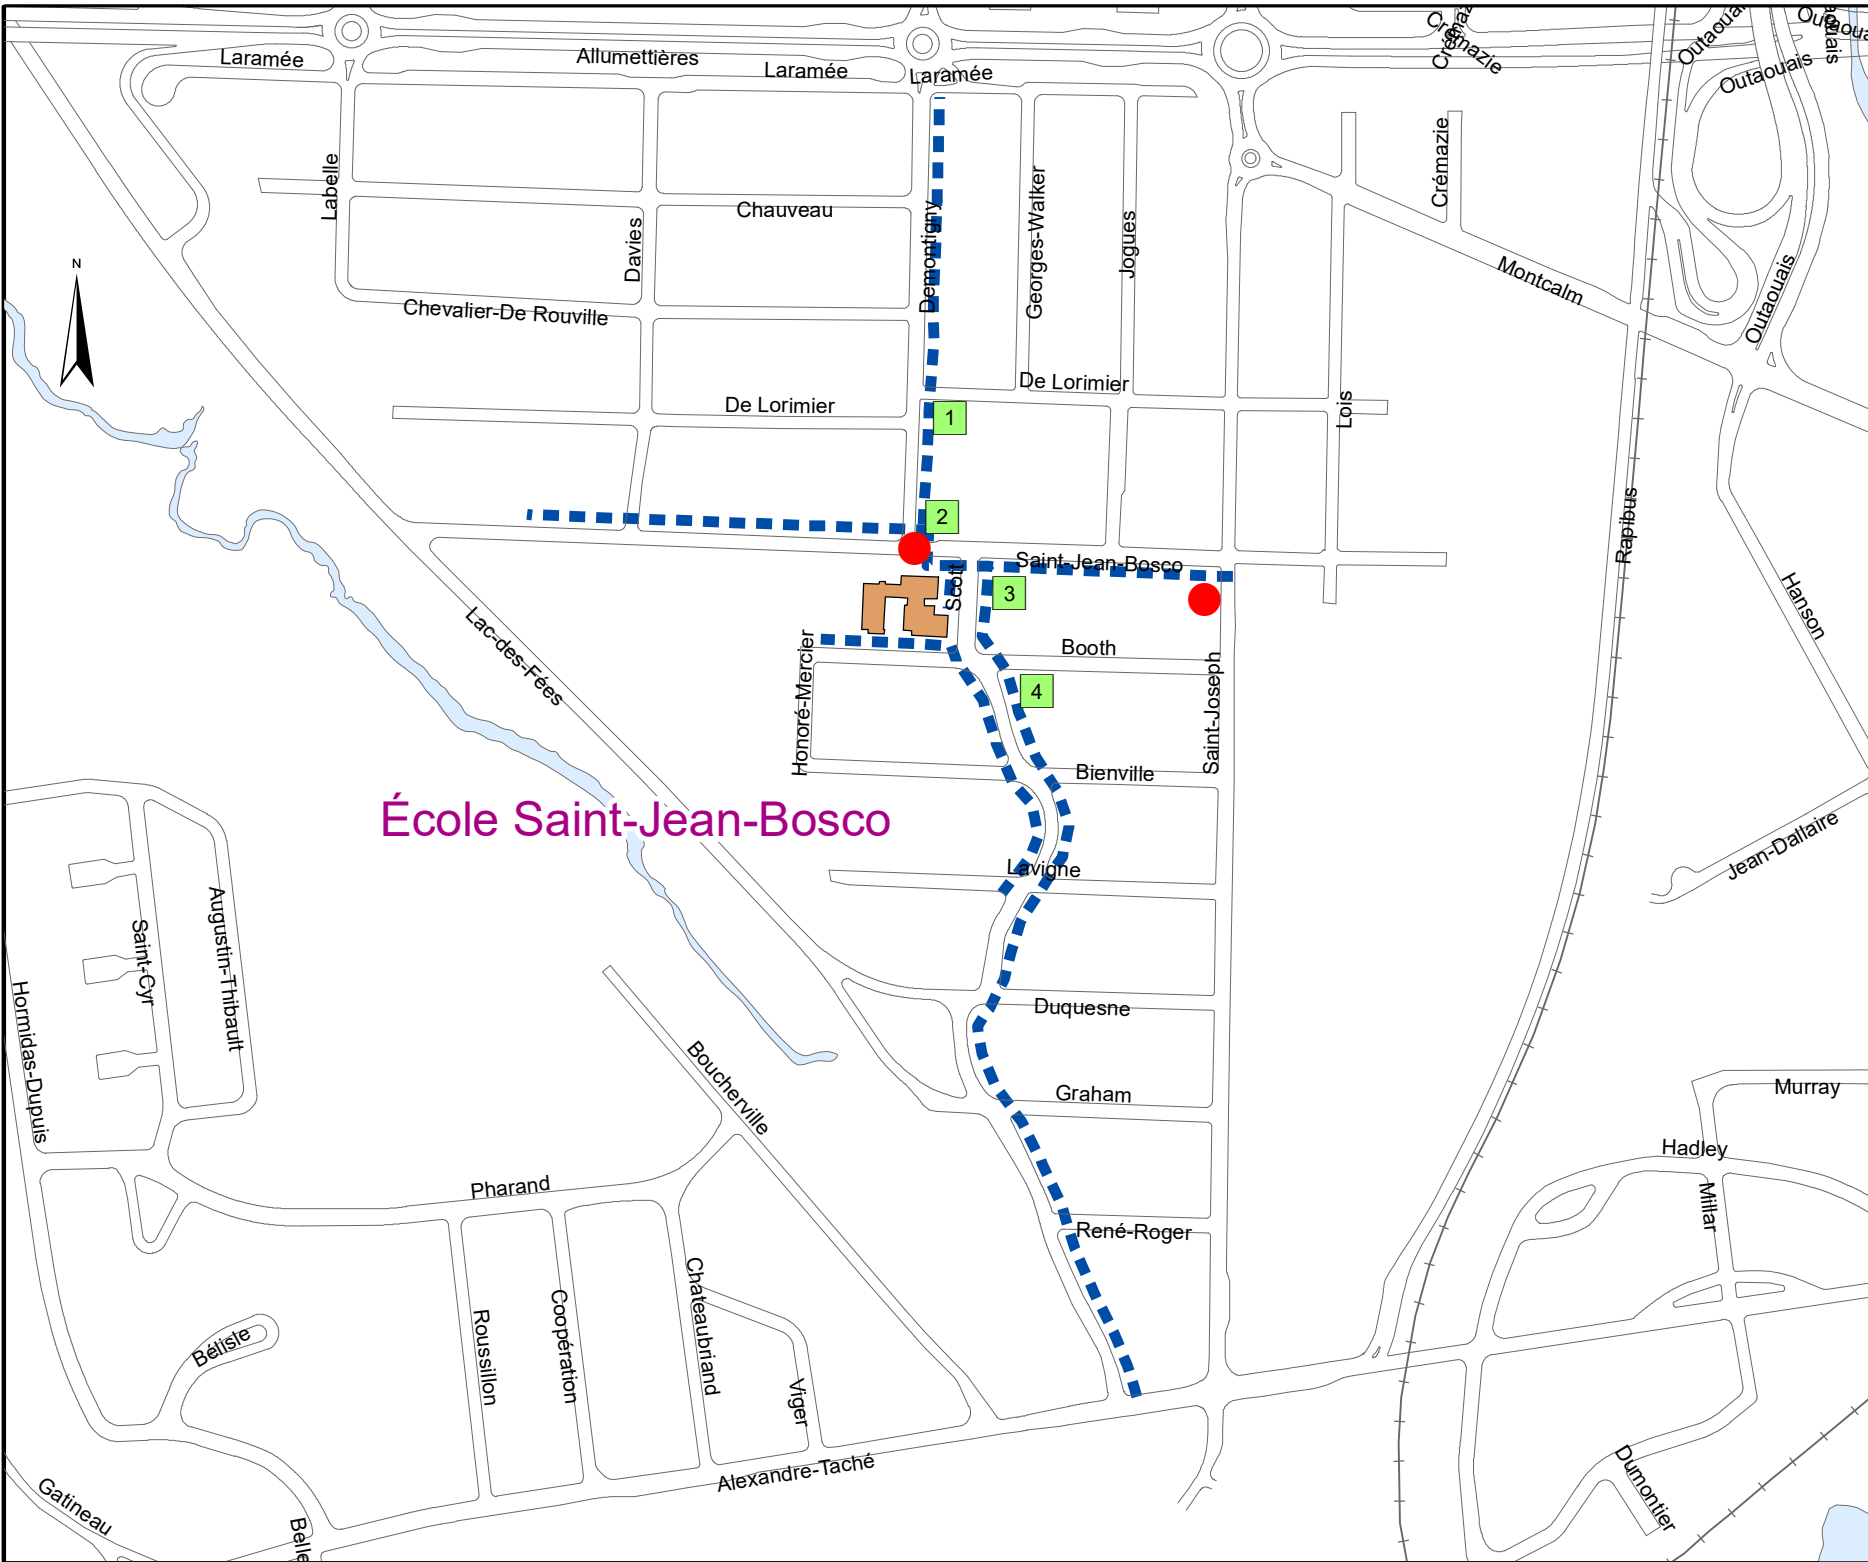 Crémazie
Outaouais
Outaouais
Crémazie
Laramée
Allumettières
Laramée
Laramée
Outaouais
Crémazie
Labelle
Chauveau
Davies
Demontigny
Georges-Walker
Jogues
N
Montcalm
Outaouais
Chevalier-De Rouville
De Lorimier
De Lorimier
Lois
1
2
Rapibus
Saint-Jean-Bosco
Scott
3
Hanson
Lac-des-Fées
Booth
Honoré-Mercier
4
Saint-Joseph
Bienville
École Saint-Jean-Bosco
Jean-Dallaire
Lavigne
Augustin-Thibault
Saint-Cyr
Hormidas-Dupuis
Duquesne
Boucherville
Graham
Murray
Hadley
Pharand
Millar
René-Roger
Chateaubriand
Coopération
Roussillon
Bélisle
Viger
Alexandre-Taché
Dumontier
Gatineau
Belle